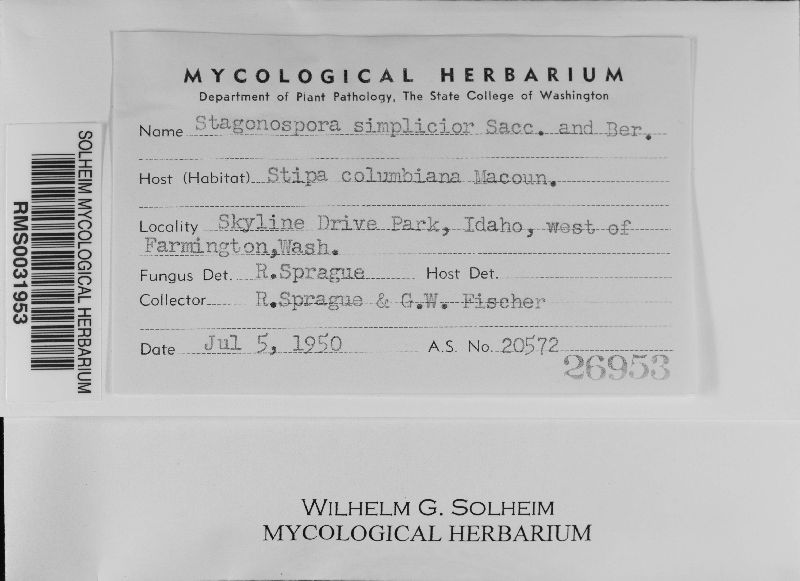 MYCOLOGICAL HERBARIUM
Department of Plant Pathology, The State College of Washington
Name Stagonospora simplicior Sacc. and Ber.
Host (Habitat) Stipa columbiana Macoun.
Locality Skyline Drive Park, Idaho, west of
Farmington,Wash.
Fungus Det. R.Sprague Host Det.
Collector R.Sprague & G.W. Fischer
Date Jul 5, 1950 A.S. No. 20572
26953
SOLHEIM MYCOLOGICAL HERBARIUM
RMS0031953
WILHELM G. SOLHEIM
MYCOLOGICAL HERBARIUM